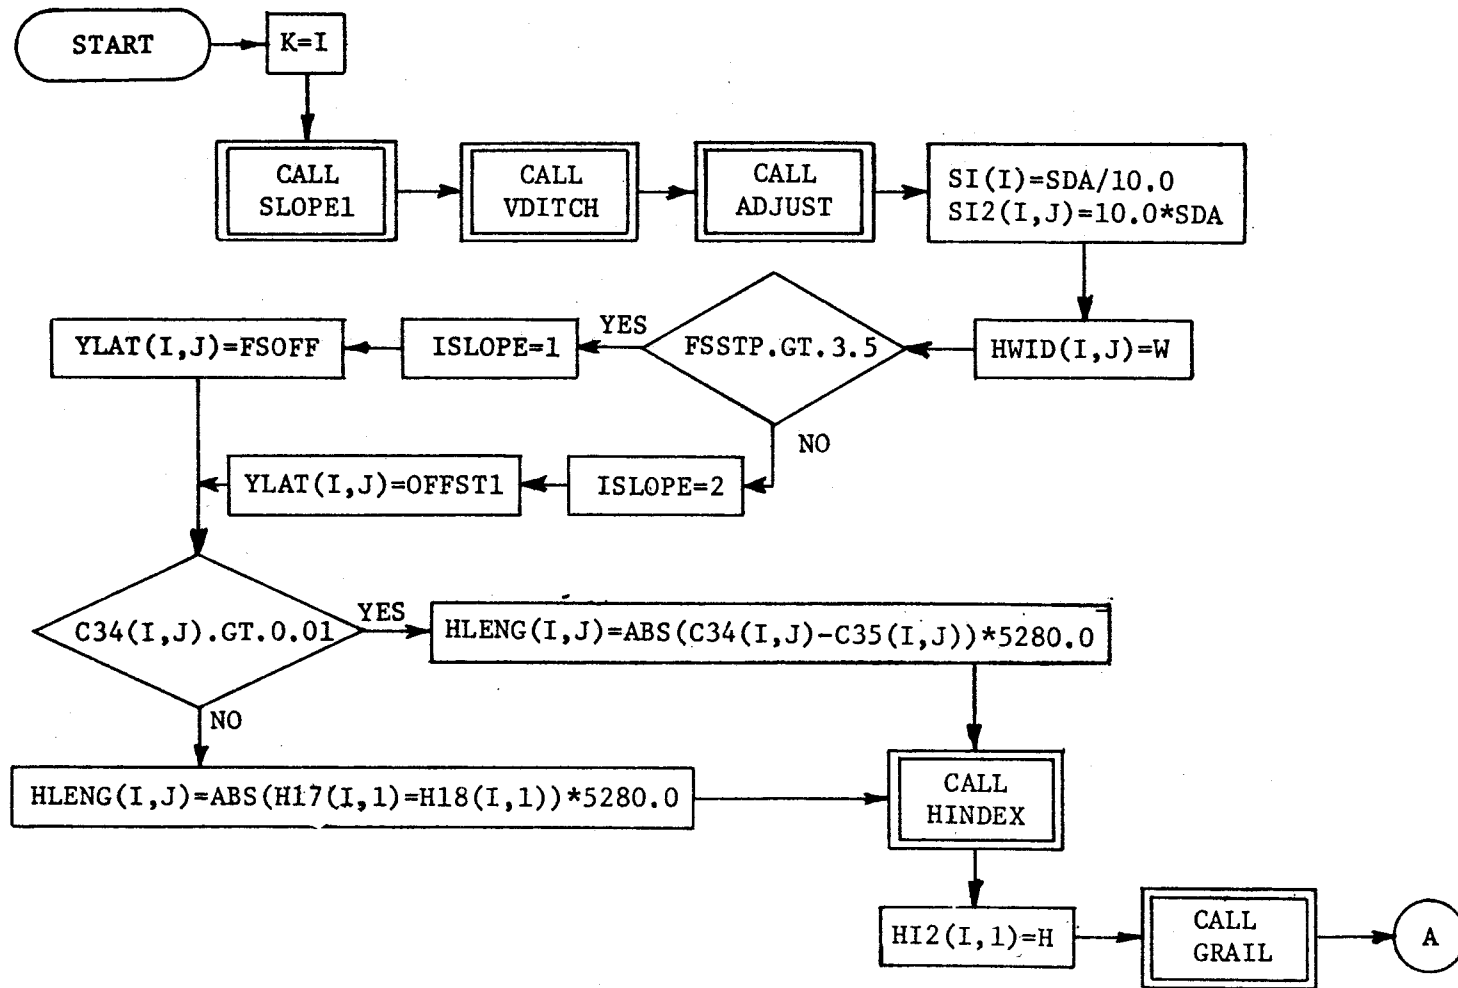 START
K=I
CALL
SLOPE1
CALL
VDITCH
CALL
ADJUST
SI(I)=SDA/10.0
SI2(I,J)=10.0*SDA
HWID(I,J)=W
FSSTP.GT.3.5
YES
ISLOPE=1
YLAT(I,J)=FSOFF
NO
ISLOPE=2
YLAT(I,J)=OFFST1
C34(I,J).GT.0.01
YES
HLENG(I,J)=ABS(C34(I,J)-C35(I,J))*5280.0
NO
HLENG(I,J)=ABS(H17(I,1)=H18(I,1))*5280.0
CALL
HINDEX
HI2(I,1)=H
CALL
GRAIL
A